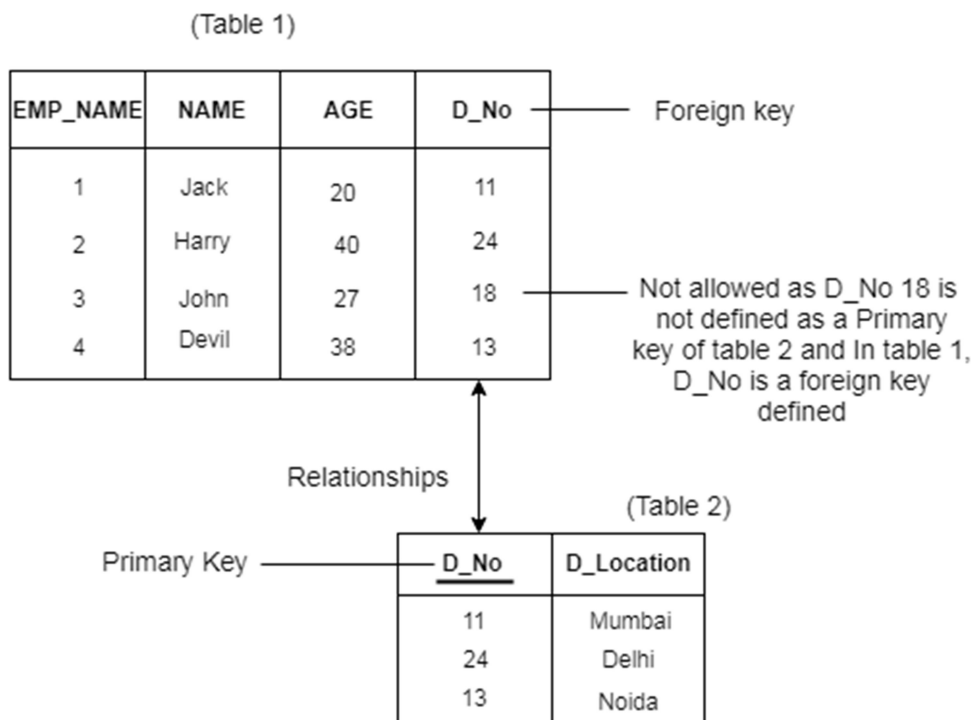 (Table 1)
EMP_NAME NAME AGE D_No Foreign key
1 Jack 20 11
2 Harry 40 24
3 John 27 18
4 Devil 38 13
Not allowed as D_No 18 is
not defined as a Primary
key of table 2 and In table 1,
D_No is a foreign key
defined
Relationships
(Table 2)
Primary Key D_No D_Location
11 Mumbai
24 Delhi
13 Noida